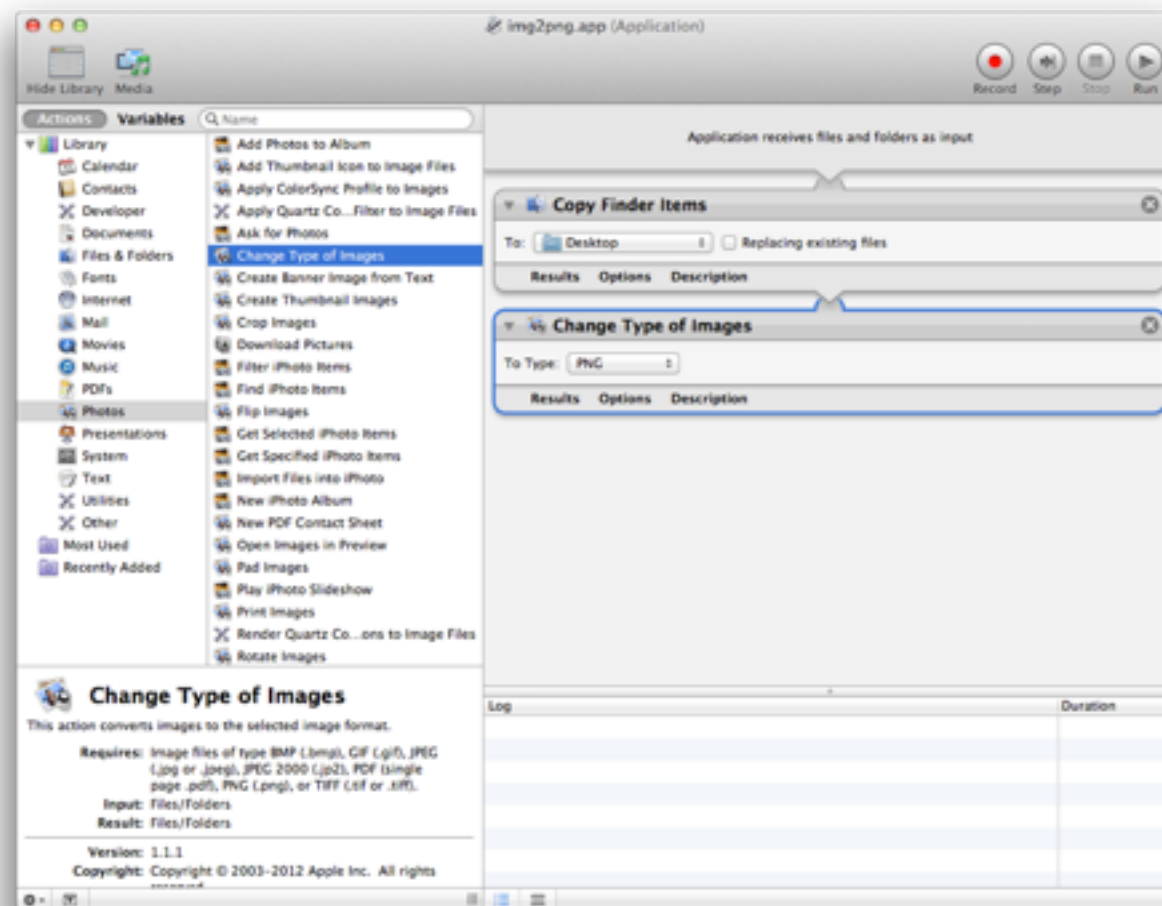 img2png.app (Application)
Hide Library Media
Record Step Stop Run
Actions Variables Name
Library
Calendar
Contacts
Developer
Documents
Files & Folders
Fonts
Internet
Mail
Movies
Music
PDFs
Photos
Presentations
System
Text
Utilities
Other
Most Used
Recently Added
Add Photos to Album
Add Thumbnail Icon to Image Files
Apply ColorSync Profile to Images
Apply Quartz Co...Filter to Image Files
Ask for Photos
Change Type of Images
Create Banner Image from Text
Create Thumbnail Images
Crop Images
Download Pictures
Filter iPhoto Items
Find iPhoto Items
Flip Images
Get Selected iPhoto Items
Get Specified iPhoto Items
Import Files into iPhoto
New iPhoto Album
New PDF Contact Sheet
Open Images in Preview
Pad Images
Play iPhoto Slideshow
Print Images
Render Quartz Co...ons to Image Files
Rotate Images
Change Type of Images
This action converts images to the selected image format.
Requires: Image files of type BMP (.bmp), GIF (.gif), JPEG
(.jpg or .jpeg), JPEG 2000 (.jp2), PDF (single
page .pdf), PNG (.png), or TIFF (.tif or .tiff).
Input: Files/Folders
Result: Files/Folders
Version: 1.1.1
Copyright: Copyright © 2003-2012 Apple Inc. All rights
Application receives files and folders as input
Copy Finder Items
To: Desktop Replacing existing files
Results Options Description
Change Type of Images
To Type: PNG
Results Options Description
Log Duration